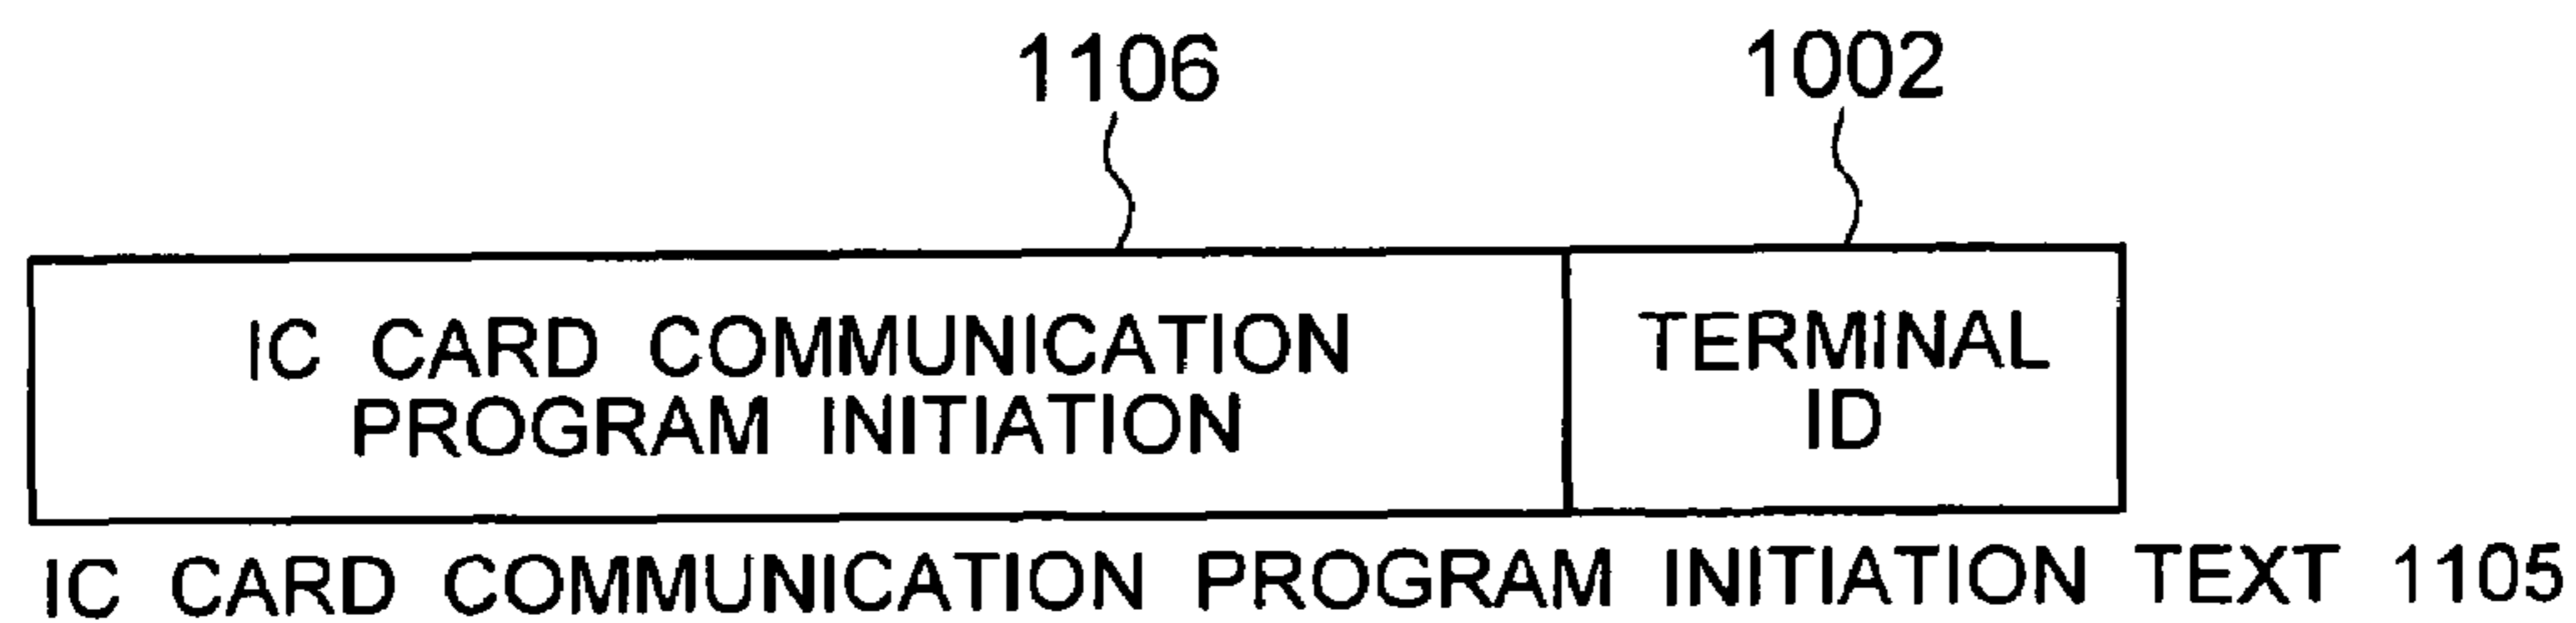 1106 1002
IC CARD COMMUNICATION
PROGRAM INITIATION
TERMINAL
ID
IC CARD COMMUNICATION PROGRAM INITIATION TEXT 1105